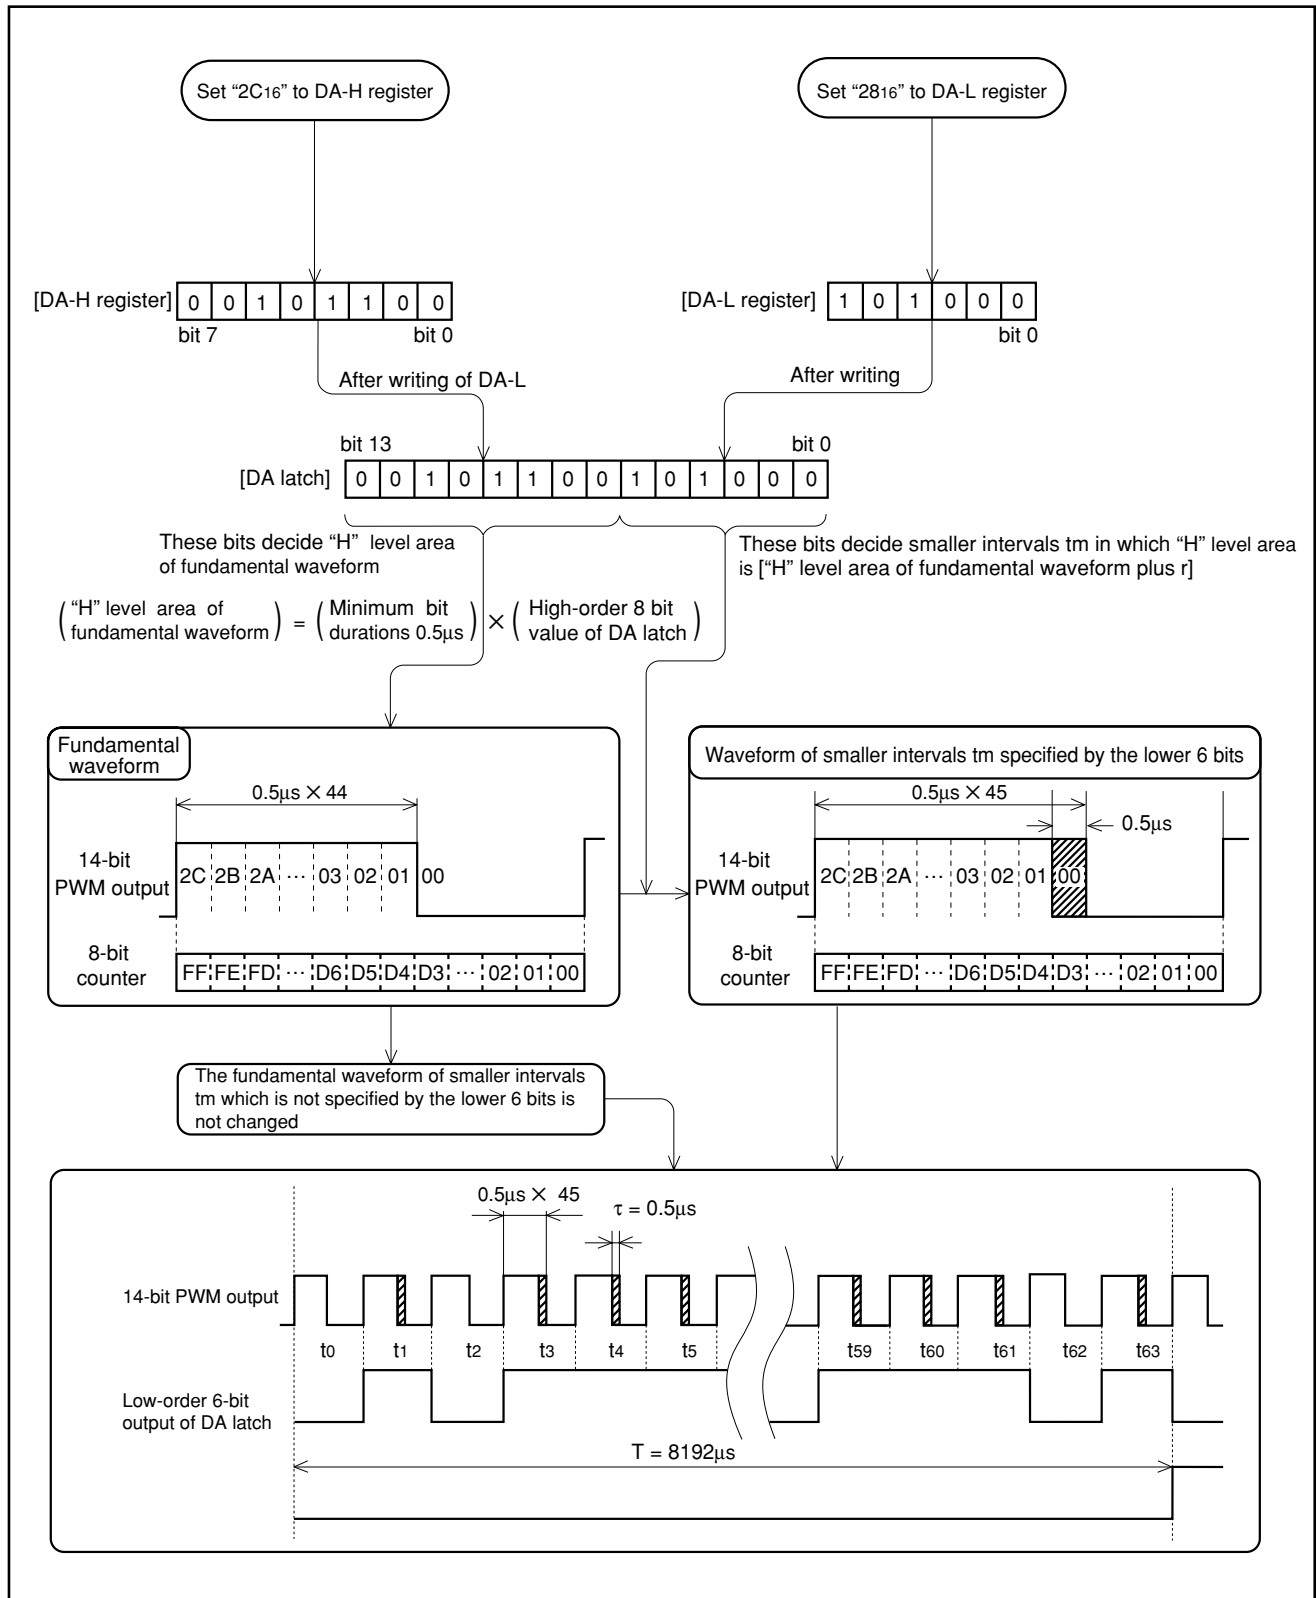 Set “2C16” to DA-H register
Set “2816” to DA-L register
[DA-H register] 0 0 1 0 1 1 0 0
bit 7 bit 0
[DA-L register] 1 0 1 0 0 0
bit 0
After writing of DA-L
After writing
bit 13 bit 0
[DA latch] 0 0 1 0 1 1 0 0 1 0 1 0 0 0
These bits decide “H” level area
of fundamental waveform
These bits decide smaller intervals tm in which “H” level area
is [“H” level area of fundamental waveform plus r]
(“H” level area of
fundamental waveform) = (Minimum bit
durations 0.5μs) × (High-order 8 bit
value of DA latch)
Fundamental
waveform
0.5μs × 44
14-bit
PWM output
2C 2B 2A ··· 03 02 01 00
8-bit
counter
FF FE FD ··· D6 D5 D4 D3 ··· 02 01 00
Waveform of smaller intervals tm specified by the lower 6 bits
0.5μs × 45
0.5μs
14-bit
PWM output
2C 2B 2A ··· 03 02 01 00
8-bit
counter
FF FE FD ··· D6 D5 D4 D3 ··· 02 01 00
The fundamental waveform of smaller intervals
tm which is not specified by the lower 6 bits is
not changed
0.5μs × 45
τ = 0.5μs
14-bit PWM output
t0 t1 t2 t3 t4 t5 t59 t60 t61 t62 t63
Low-order 6-bit
output of DA latch
T = 8192μs